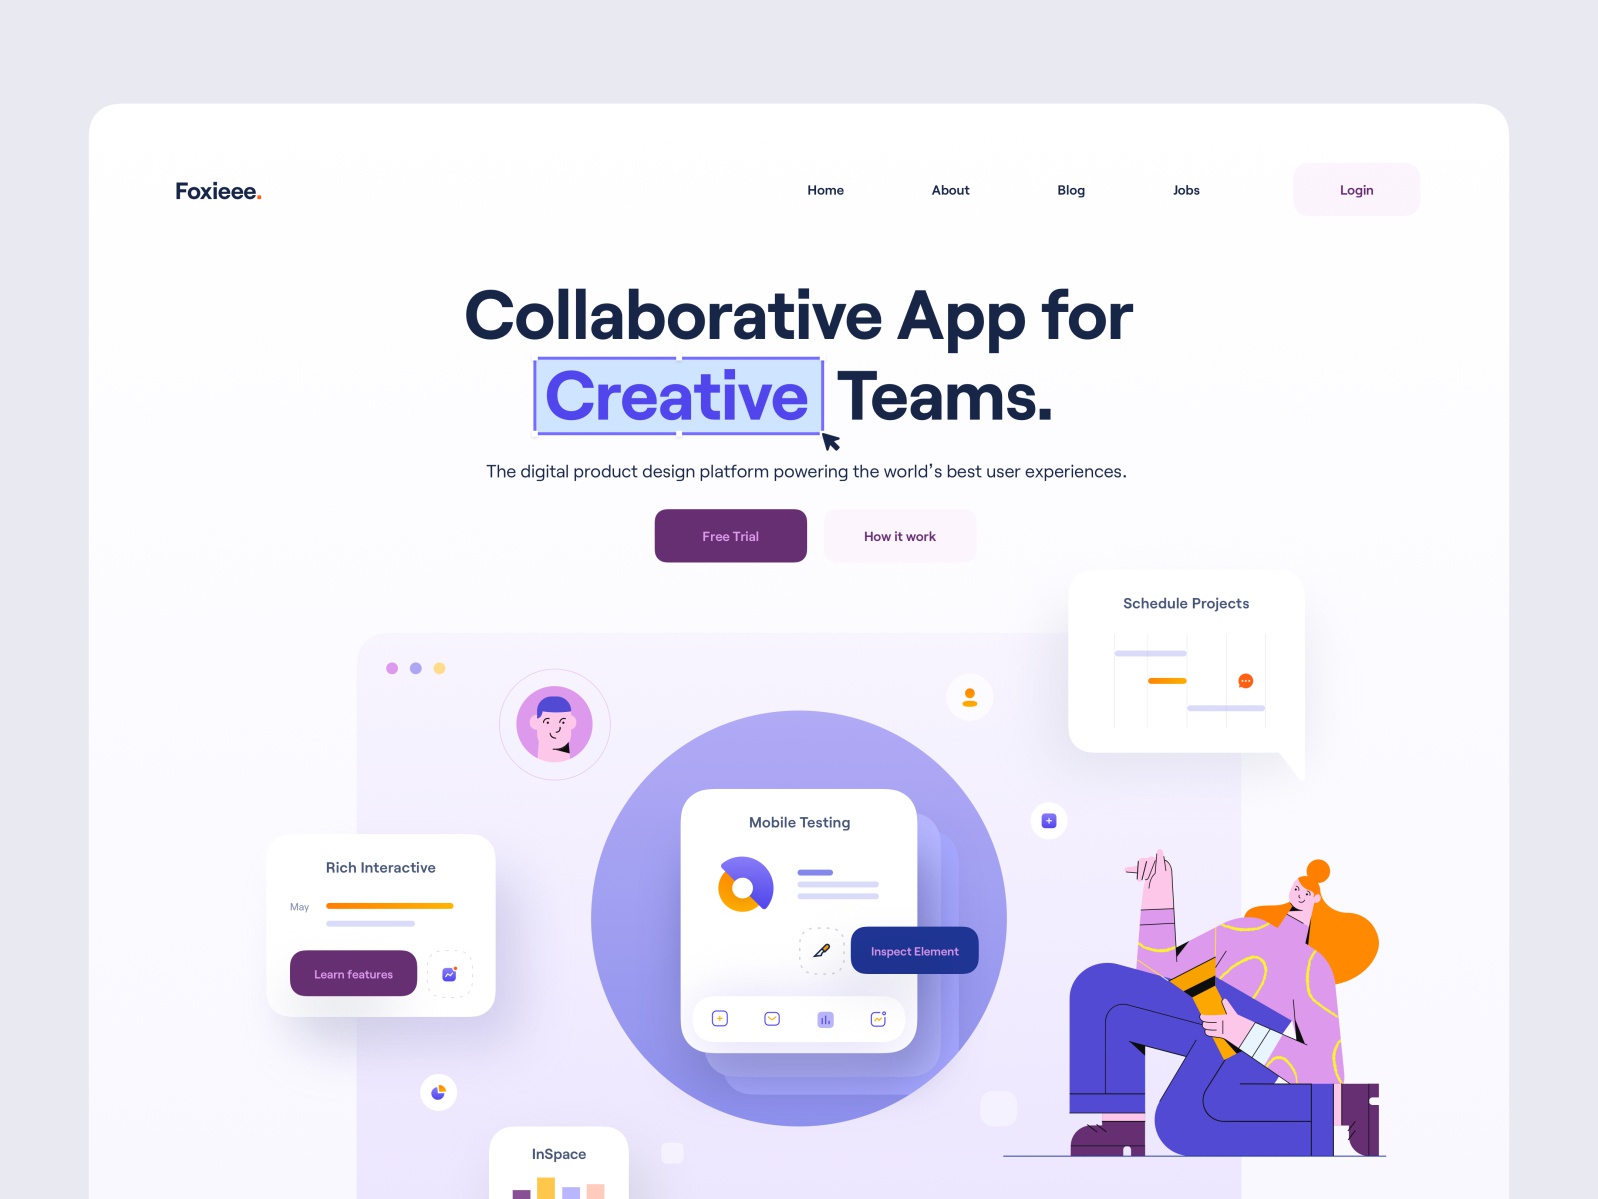 Foxieee.
Home
About
Blog
Jobs
Login
Collaborative App for
Creative Teams.
The digital product design platform powering the world’s best user experiences.
Free Trial
How it work
Schedule Projects
Mobile Testing
Inspect Element
Rich Interactive
May
Learn features
InSpace